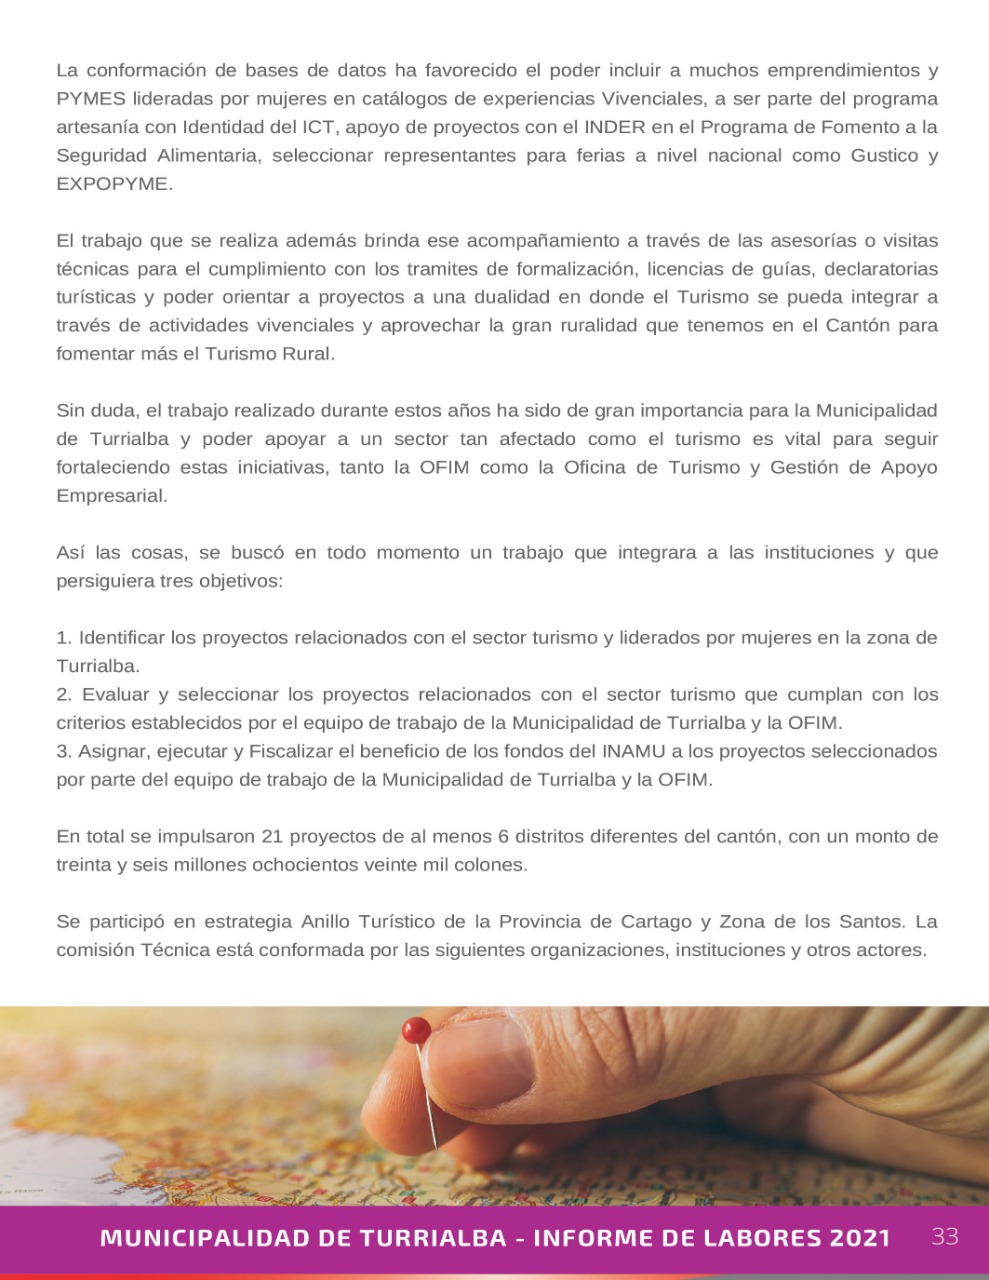 La conformación de bases de datos ha favorecido el poder incluir a muchos emprendimientos y
PYMES lideradas por mujeres en catálogos de experiencias Vivenciales, a ser parte del programa
artesanía con Identidad del ICT, apoyo de proyectos con el INDER en el Programa de Fomento a la
Seguridad Alimentaria, seleccionar representantes para ferias a nivel nacional como Gustico y
EXPOPYME.
El trabajo que se realiza además brinda ese acompañamiento a través de las asesorías o visitas
técnicas para el cumplimiento con los tramites de formalización, licencias de guías, declaratorias
turísticas y poder orientar a proyectos a una dualidad en donde el Turismo se pueda integrar a
través de actividades vivenciales y aprovechar la gran ruralidad que tenemos en el Cantón para
fomentar más el Turismo Rural.
Sin duda, el trabajo realizado durante estos años ha sido de gran importancia para la Municipalidad
de Turrialba y poder apoyar a un sector tan afectado como el turismo es vital para seguir
fortaleciendo estas iniciativas, tanto la OFIM como la Oficina de Turismo y Gestión de Apoyo
Empresarial.
Así las cosas, se buscó en todo momento un trabajo que integrara a las instituciones y que
persiguiera tres objetivos:
1. Identificar los proyectos relacionados con el sector turismo y liderados por mujeres en la zona de
Turrialba.
2. Evaluar y seleccionar los proyectos relacionados con el sector turismo que cumplan con los
criterios establecidos por el equipo de trabajo de la Municipalidad de Turrialba y la OFIM.
3. Asignar, ejecutar y Fiscalizar el beneficio de los fondos del INAMU a los proyectos seleccionados
por parte del equipo de trabajo de la Municipalidad de Turrialba y la OFIM.
En total se impulsaron 21 proyectos de al menos 6 distritos diferentes del cantón, con un monto de
treinta y seis millones ochocientos veinte mil colones.
Se participó en estrategia Anillo Turístico de la Provincia de Cartago y Zona de los Santos. La
comisión Técnica está conformada por las siguientes organizaciones, instituciones y otros actores.
MUNICIPALIDAD DE TURRIALBA - INFORME DE LABORES 2021 33